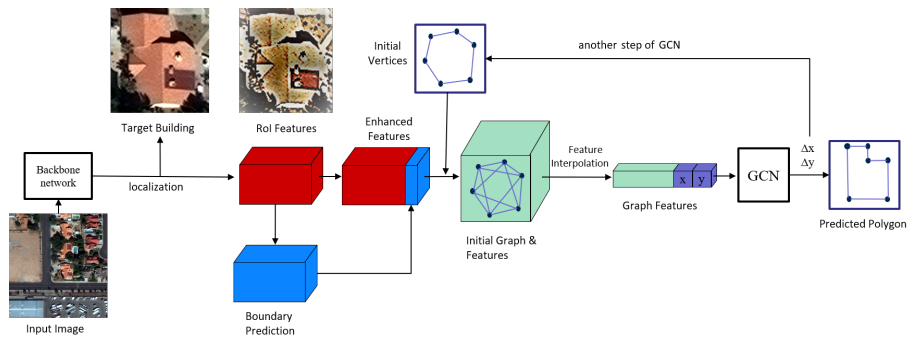 Initial
Vertices
another step of GCN
Target Building
RoI Features
Enhanced
Features
Backbone
network
localization
Feature
Interpolation
x y
GCN
Δx
Δy
Graph Features
Predicted Polygon
Initial Graph &
Features
Boundary
Prediction
Input Image